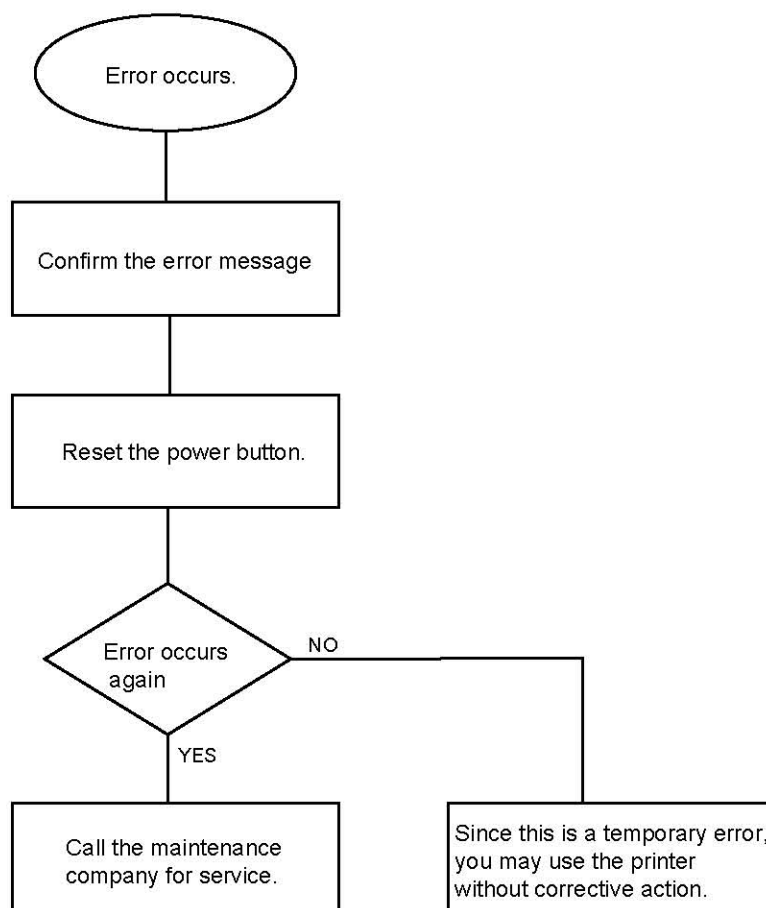 Error occurs.
Confirm the error message
Reset the power button.
Error occurs
again
NO
YES
Call the maintenance
company for service.
Since this is a temporary error,
you may use the printer
without corrective action.